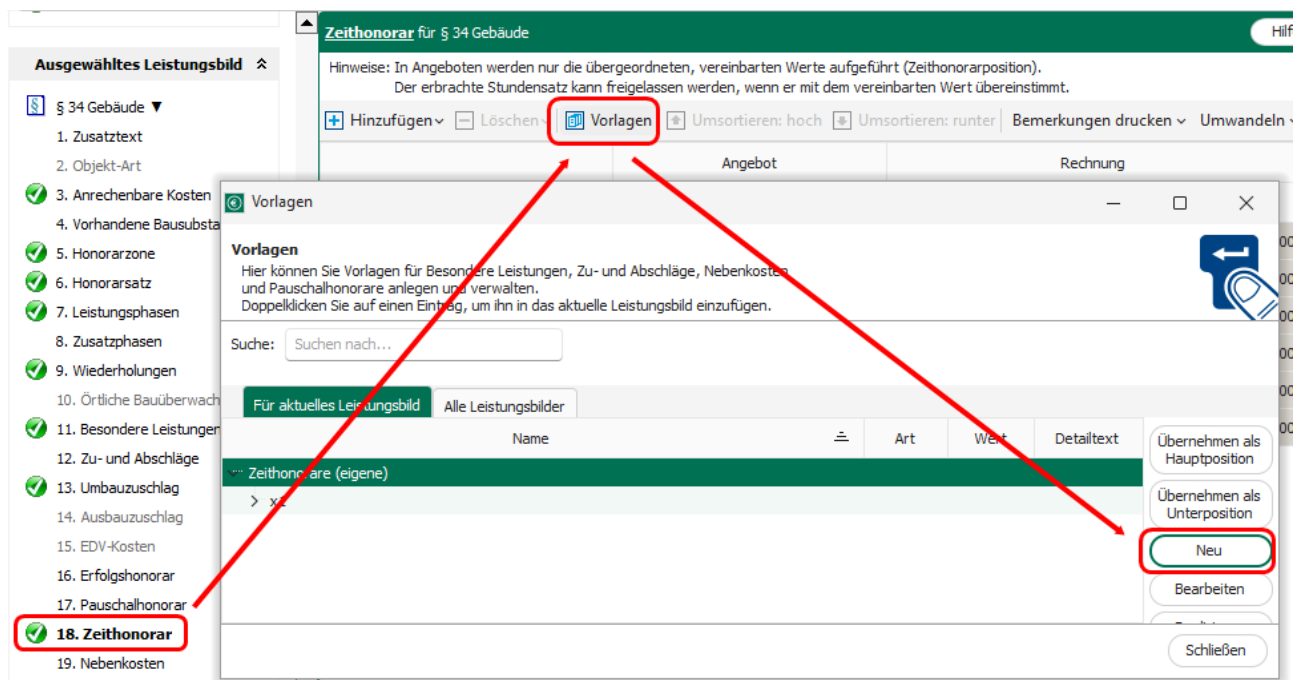 Ausgewähltes Leistungsbild
§ 34 Gebäude ▼
1. Zusatztext
2. Objekt-Art
3. Anrechenbare Kosten
4. Vorhandene Bausubsta
5. Honorarzone
6. Honorarsatz
7. Leistungsphasen
8. Zusatzphasen
9. Wiederholungen
10. Örtliche Bauüberwach
11. Besondere Leistungen
12. Zu- und Abschläge
13. Umbauzuschlag
14. Ausbauzuschlag
15. EDV-Kosten
16. Erfolgshonorar
17. Pauschalhonorar
18. Zeithonorar
19. Nebenkosten
Zeithonorar für § 34 Gebäude
Hilf
Hinweise: In Angeboten werden nur die übergeordneten, vereinbarten Werte aufgeführt (Zeithonorarposition).
Der erbrachte Stundensatz kann freigelassen werden, wenn er mit dem vereinbarten Wert übereinstimmt.
Hinzufügen Löschen Vorlagen Umsortieren: hoch Umsortieren: runter Bemerkungen drucken Umwandeln
Angebot Rechnung
Vorlagen
Vorlagen
Hier können Sie Vorlagen für Besondere Leistungen, Zu- und Abschläge, Nebenkosten
und Pauschalhonorare anlegen und verwalten.
Doppelklicken Sie auf einen Eintrag, um ihn in das aktuelle Leistungsbild einzufügen.
Suche: Suchen nach...
Für aktuelles Leistungsbild Alle Leistungsbilder
Name Art Wert Detailtext
Zeithonorare (eigene)
Übernehmen als
Hauptposition
Übernehmen als
Unterposition
Neu
Bearbeiten
Schließen
00
00
00
00
00
00